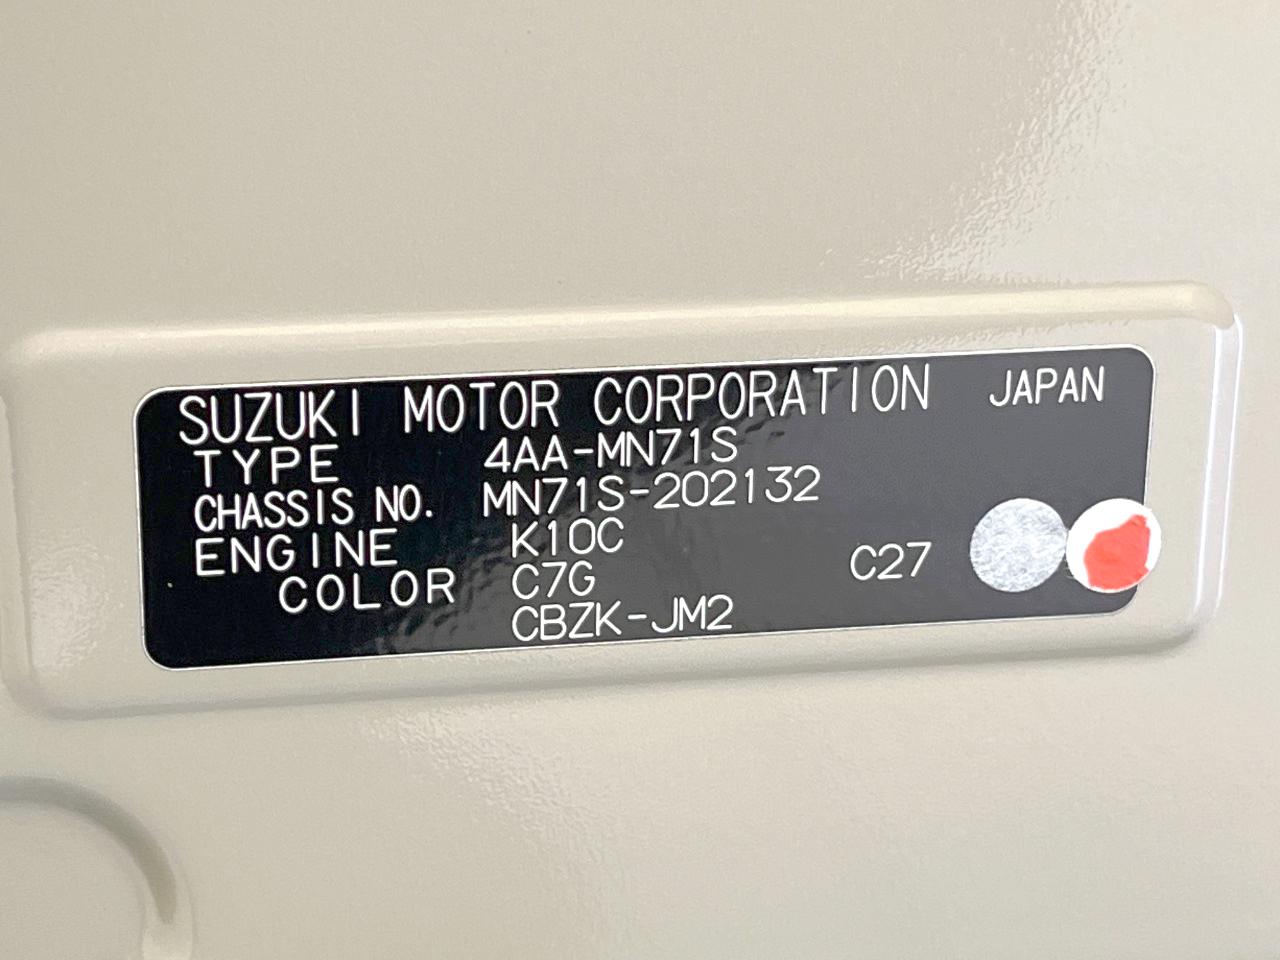 SUZUKI MOTOR CORPORATION JAPAN
TYPE 4AA-MN71S
CHASSIS NO. MN71S-202132
ENGINE K10C
COLOR C7G C27
CBZK-JM2